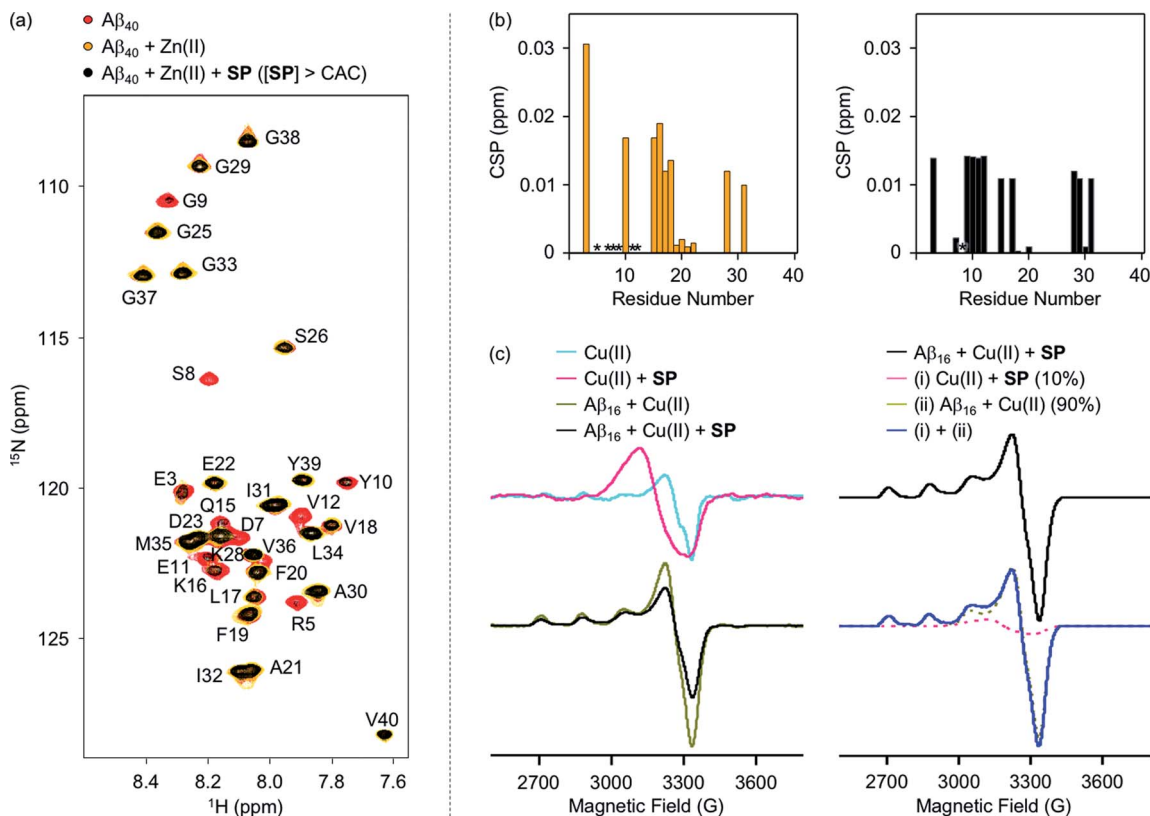 (a)
Aβ40
Aβ40 + Zn(II)
Aβ40 + Zn(II) + SP ([SP] > CAC)
110
115
120
125
15N (ppm)
8.4
8.2
8.0
7.8
7.6
1H (ppm)
G38
G29
G9
G25
G33
G37
S26
S8
E22
Y39
E3
Y10
I31
Q15
V12
D23
D7
V18
M35
K28
V36
L34
E11
F20
K16
L17
A30
R5
F19
I32
A21
V40
(b)
0.03
0.02
0.01
0
CSP (ppm)
* *** **
10
20
30
40
Residue Number
0.03
0.02
0.01
0
CSP (ppm)
*
10
20
30
40
Residue Number
(c)
Cu(II)
Cu(II) + SP
Aβ16 + Cu(II)
Aβ16 + Cu(II) + SP
2700
3000
3300
3600
Magnetic Field (G)
Aβ16 + Cu(II) + SP
(i) Cu(II) + SP (10%)
(ii) Aβ16 + Cu(II) (90%)
(i) + (ii)
2700
3000
3300
3600
Magnetic Field (G)